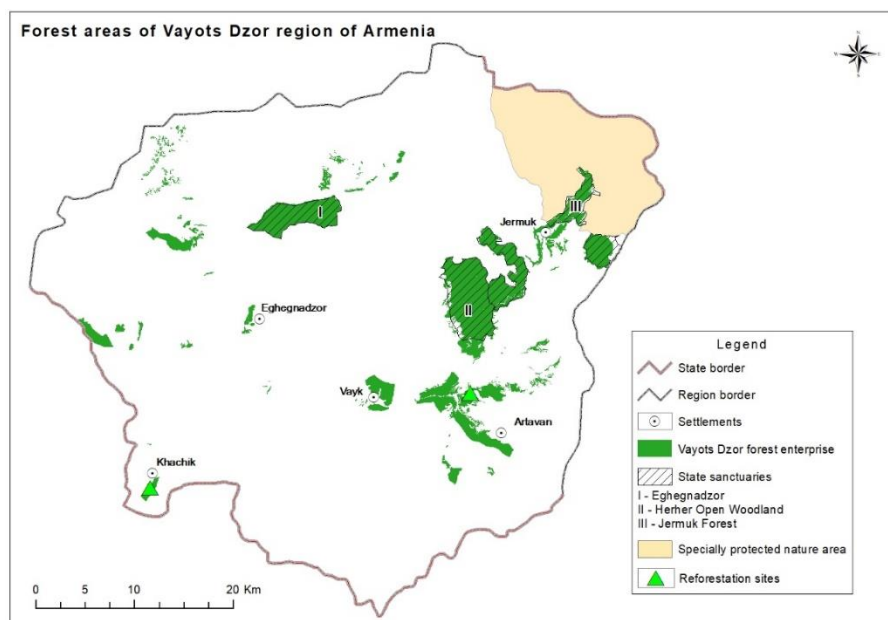 Forest areas of Vayots Dzor region of Armenia
N
W E
S
III
I
Jermuk
II
Eghegnadzor
Vayk
Artavan
Khachik
Legend
State border
Region border
Settlements
Vayots Dzor forest enterprise
State sanctuaries
I - Eghegnadzor
II - Herher Open Woodland
III - Jermuk Forest
Specially protected nature area
Reforestation sites
0 5 10 20 Km